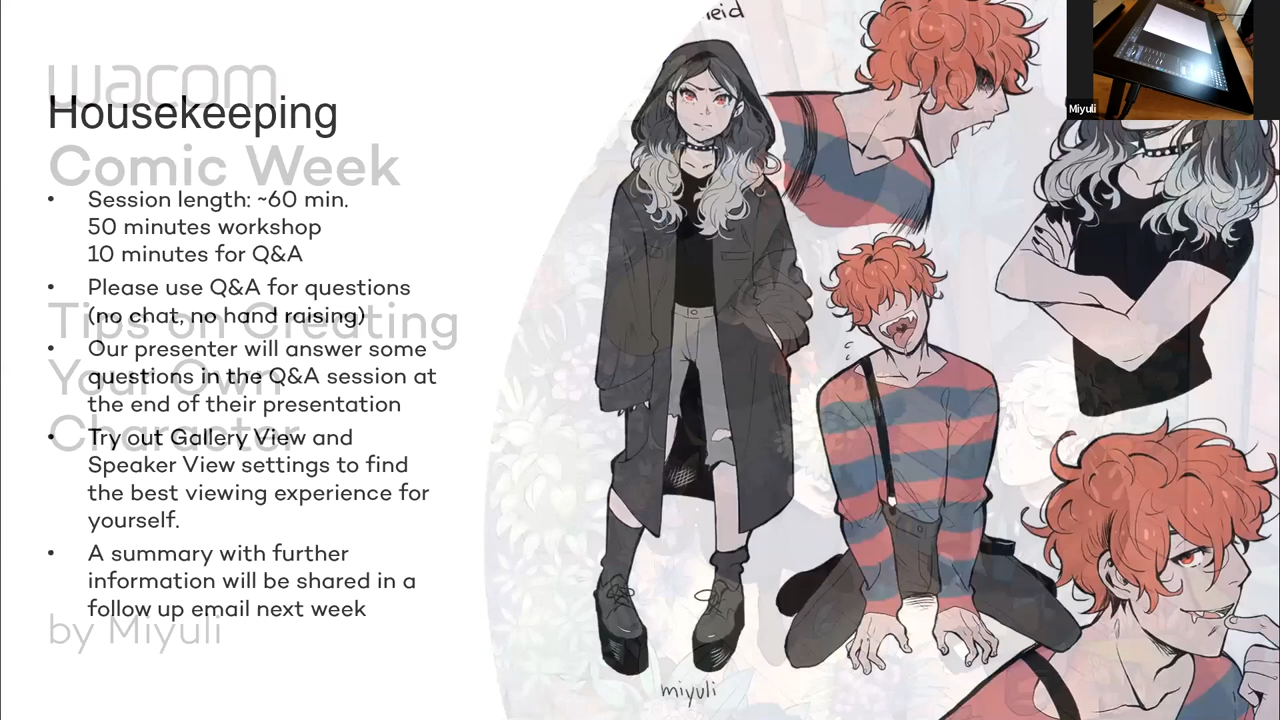 wacom
Housekeeping
Comic Week
• Session length: ~60 min.
50 minutes workshop
10 minutes for Q&A
• Please use Q&A for questions
(no chat, no hand raising)
Tips on Creating
Your Own
Character
• Our presenter will answer some
questions in the Q&A session at
the end of their presentation
• Try out Gallery View and
Speaker View settings to find
the best viewing experience for
yourself.
• A summary with further
information will be shared in a
follow up email next week
by Miyuli
miyuli
Miyuli